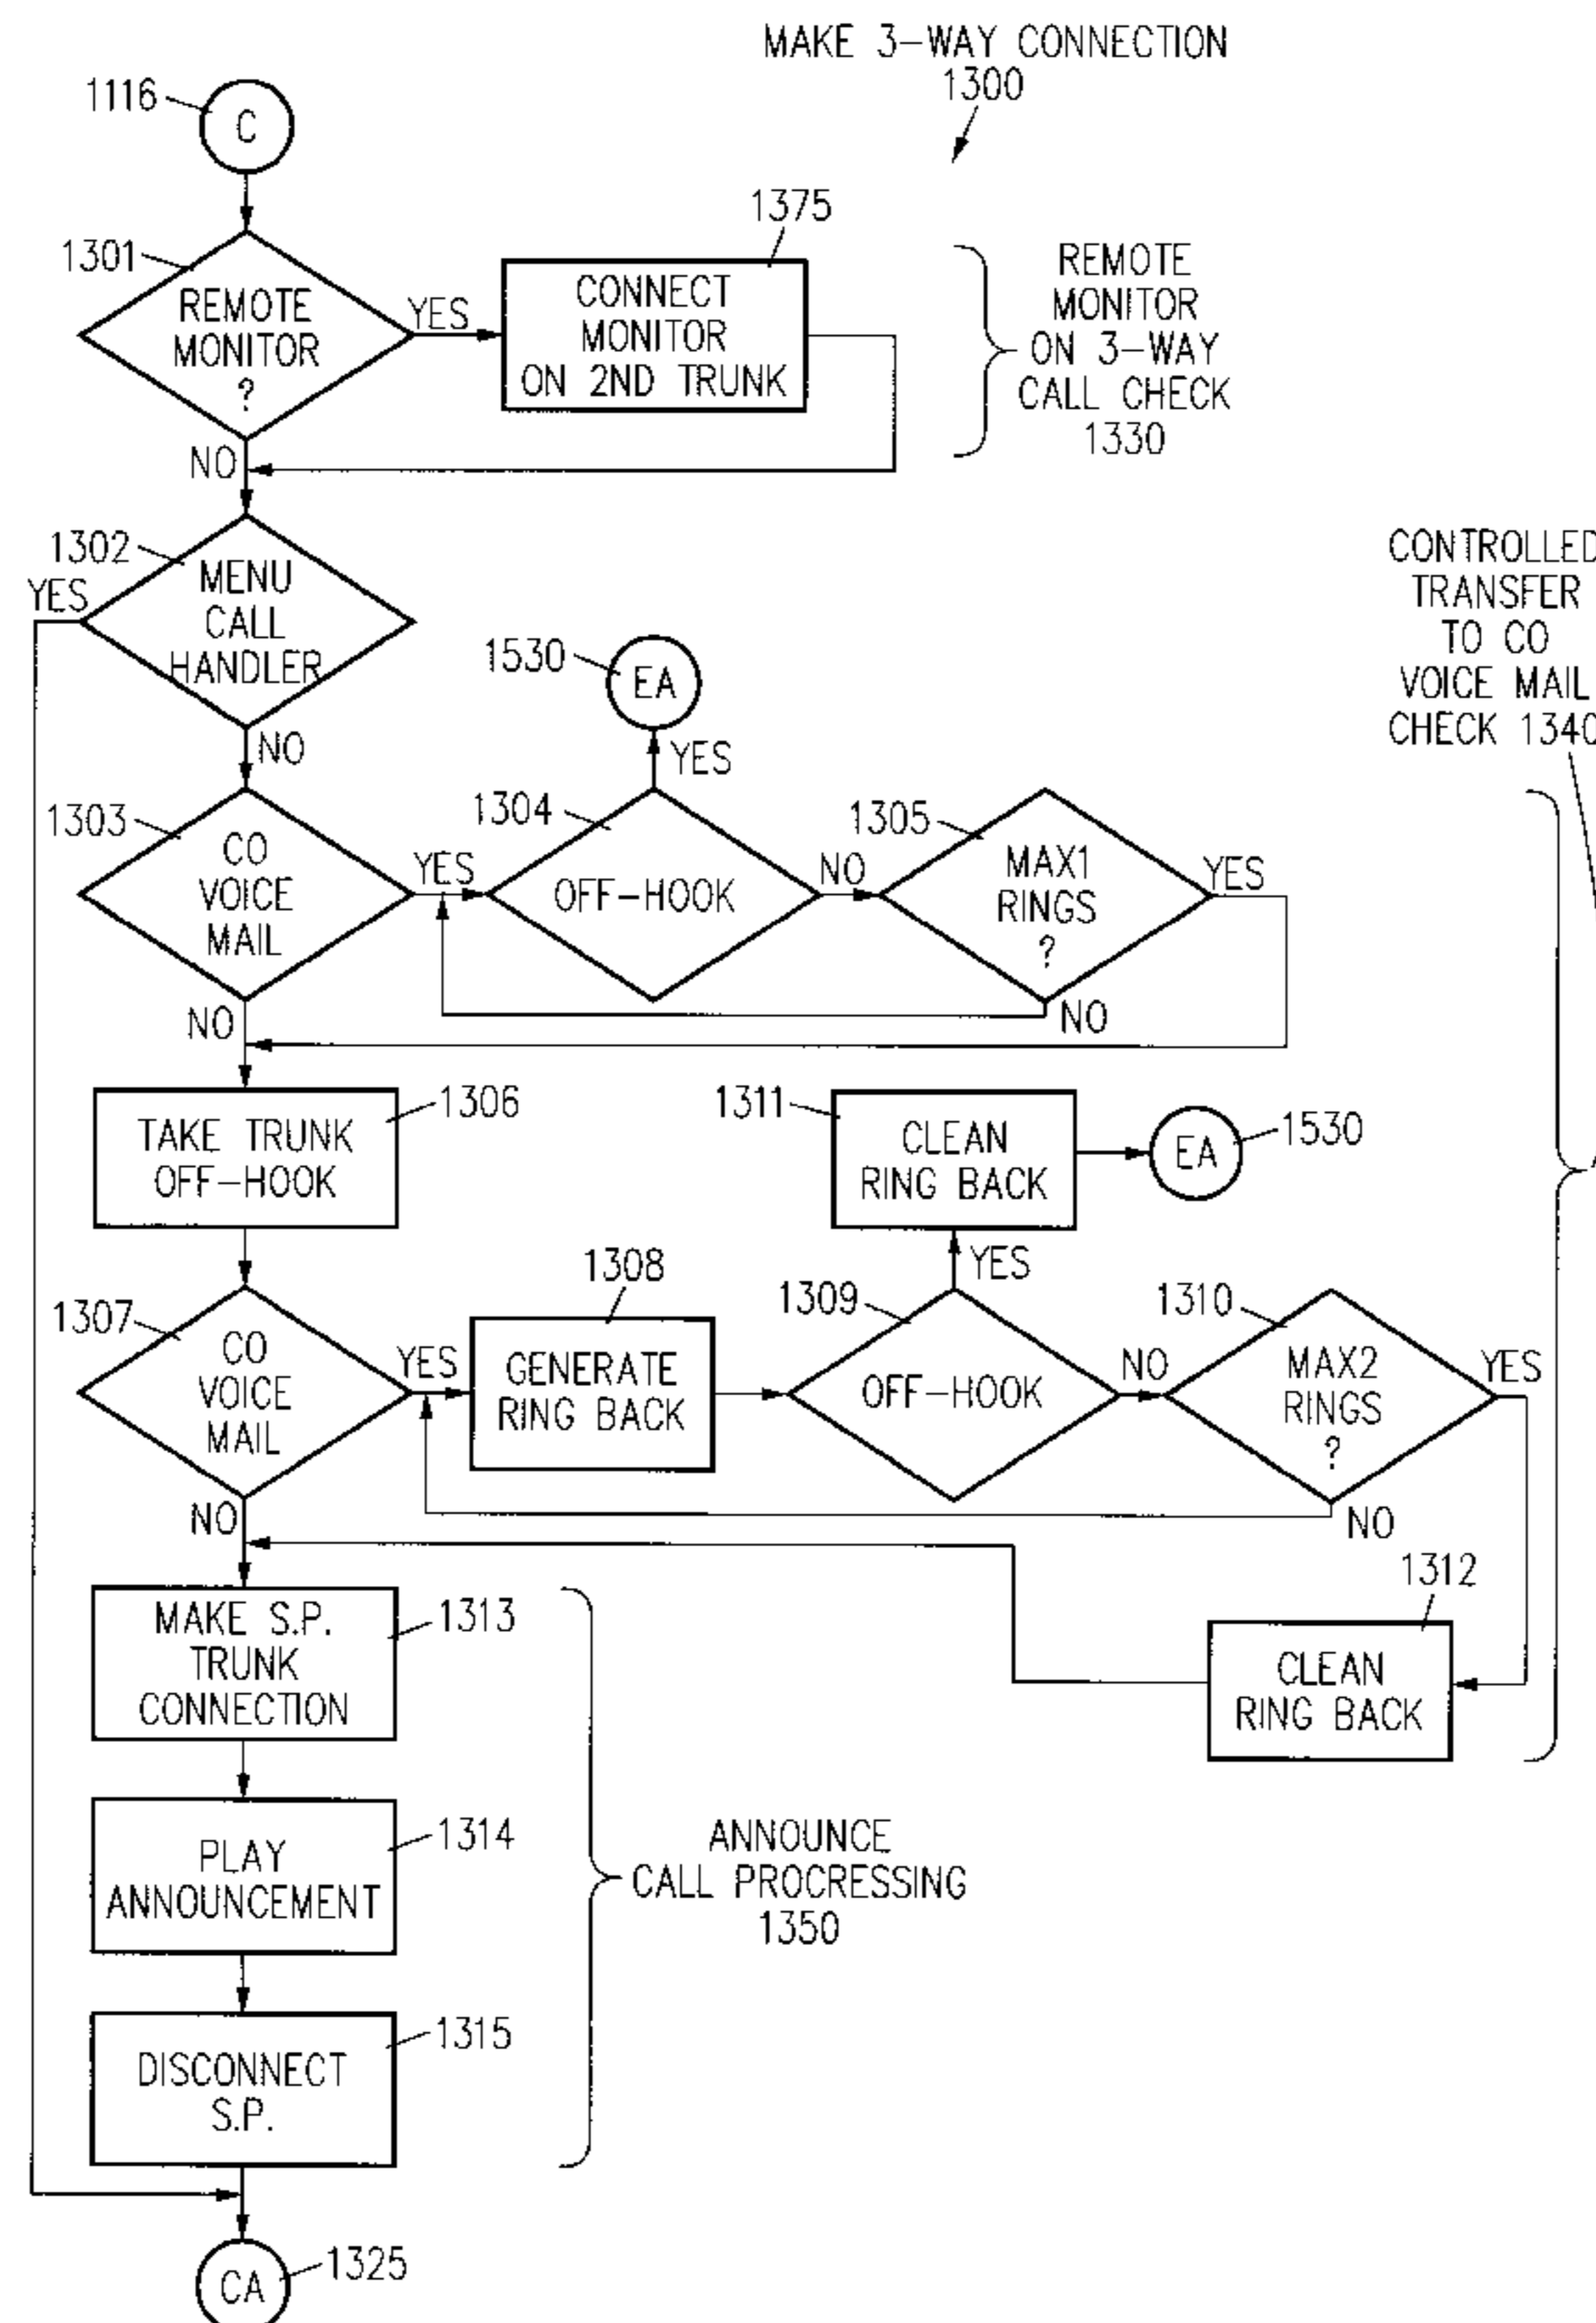 MAKE 3-WAY CONNECTION
1300
1116
C
1301
REMOTE
MONITOR
?
YES
NO
1375
CONNECT
MONITOR
ON 2ND TRUNK
REMOTE
MONITOR
ON 3-WAY
CALL CHECK
1330
1302
YES
MENU
CALL
HANDLER
NO
CONTROLLED
TRANSFER
TO CO
VOICE MAIL
CHECK 1340
1530
EA
YES
1303
CO
VOICE
MAIL
YES
NO
1304
OFF-HOOK
NO
1305
MAX1
RINGS
?
YES
NO
1306
TAKE TRUNK
OFF-HOOK
1311
CLEAN
RING BACK
EA
1530
YES
1307
CO
VOICE
MAIL
YES
NO
1308
GENERATE
RING BACK
1309
OFF-HOOK
NO
1310
MAX2
RINGS
?
YES
NO
1312
CLEAN
RING BACK
MAKE S.P.
TRUNK
CONNECTION
1313
PLAY
ANNOUNCEMENT
1314
ANNOUNCE
CALL PROCRESSING
1350
DISCONNECT
S.P.
1315
CA
1325